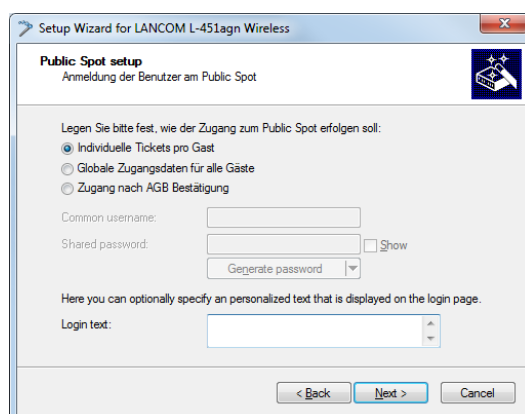 Setup Wizard for LANCOM L-451agn Wireless
Public Spot setup
Anmeldung der Benutzer am Public Spot
Legen Sie bitte fest, wie der Zugang zum Public Spot erfolgen soll:
Individuelle Tickets pro Gast
Globale Zugangsdaten für alle Gäste
Zugang nach AGB Bestätigung
Common username:
Shared password:
Show
Generate password
Here you can optionally specify an personalized text that is displayed on the login page.
Login text:
< Back
Next >
Cancel